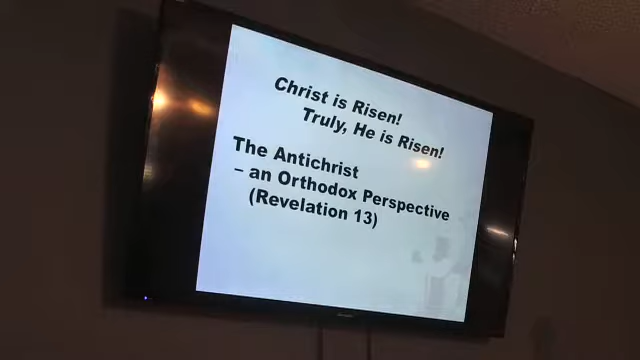 Christ is Risen!
Truly, He is Risen!
The Antichrist
– an Orthodox Perspective
(Revelation 13)